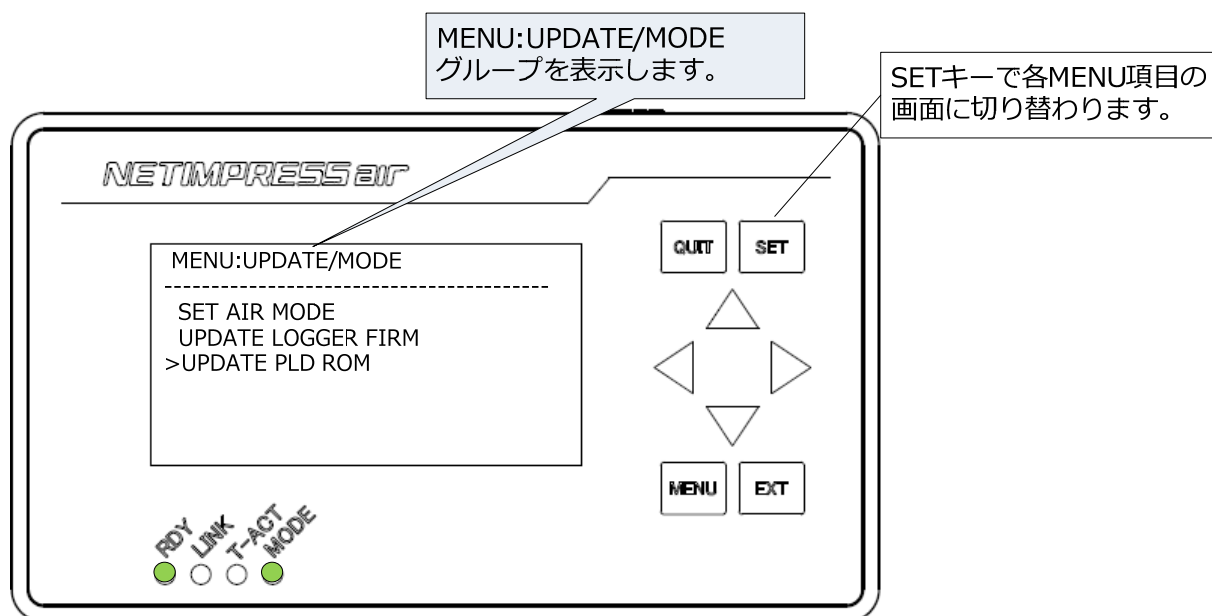 MENU:UPDATE/MODE
グループを表示します。
SETキーで各MENU項目の
画面に切り替わります。
NETIMPRESS air
MENU:UPDATE/MODE
----------------------------------------
SET AIR MODE
UPDATE LOGGER FIRM
>UPDATE PLD ROM
QUIT
SET
MENU
EXT
RDY
LINK
T-ACT
MODE